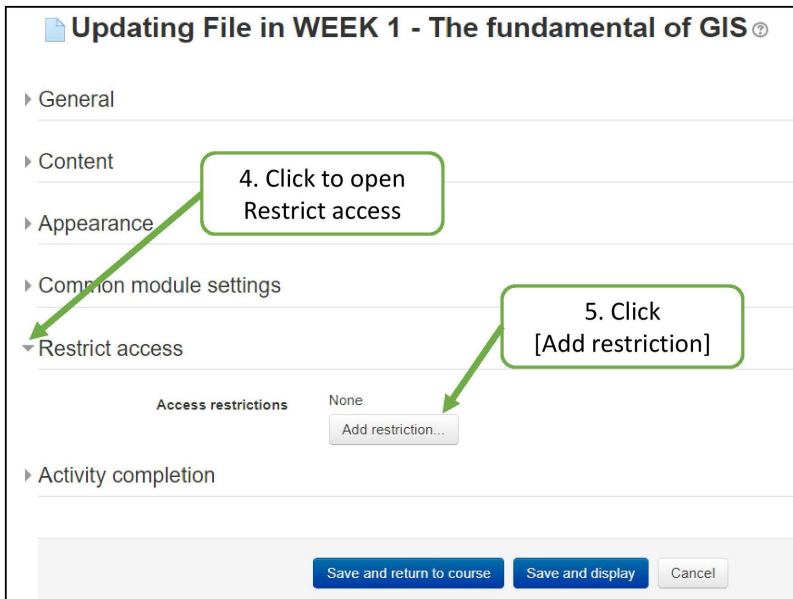 Updating File in WEEK 1 - The fundamental of GIS
General
Content
4. Click to open
Restrict access
Appearance
Common module settings
5. Click
[Add restriction]
Restrict access
Access restrictions None
Add restriction...
Activity completion
Save and return to course Save and display Cancel